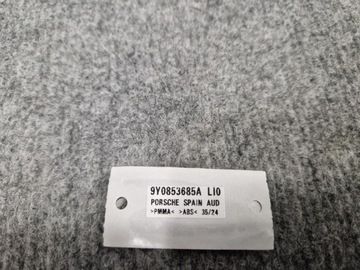 9Y0853685A LI0
PORSCHE SPAIN AUD
>PMMA< >ABS< 35/24